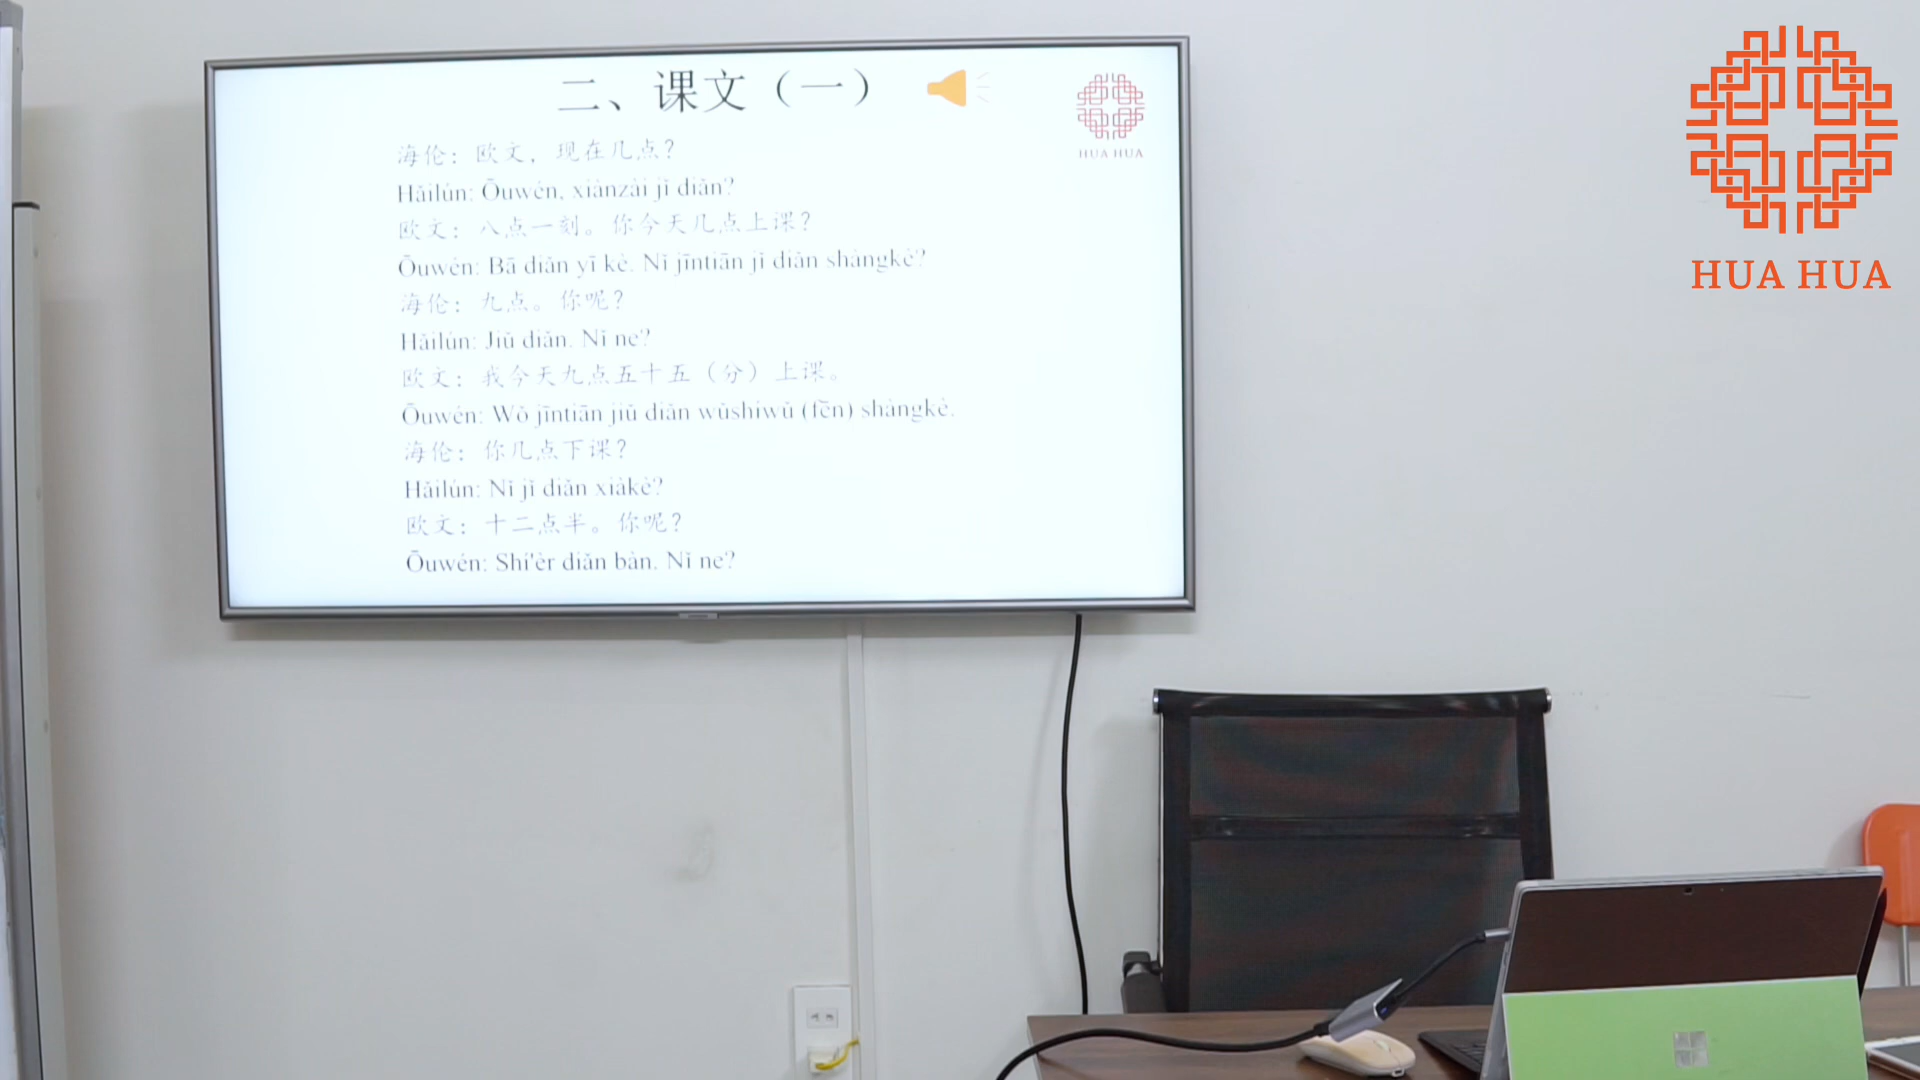 二、课文（一）
HUA HUA
海伦：欧文，现在几点？
Hǎilún: Ōuwén, xiànzài jǐ diǎn?
欧文：八点一刻。你今天几点上课？
Ōuwén: Bā diǎn yī kè. Nǐ jīntiān jǐ diǎn shàngkè?
海伦：九点。你呢？
Hǎilún: Jiǔ diǎn. Nǐ ne?
欧文：我今天九点五十五（分）上课。
Ōuwén: Wǒ jīntiān jiǔ diǎn wǔshíwǔ (fēn) shàngkè.
海伦：你几点下课？
Hǎilún: Nǐ jǐ diǎn xiàkè?
欧文：十二点半。你呢？
Ōuwén: Shí'èr diǎn bàn. Nǐ ne?
HUA HUA